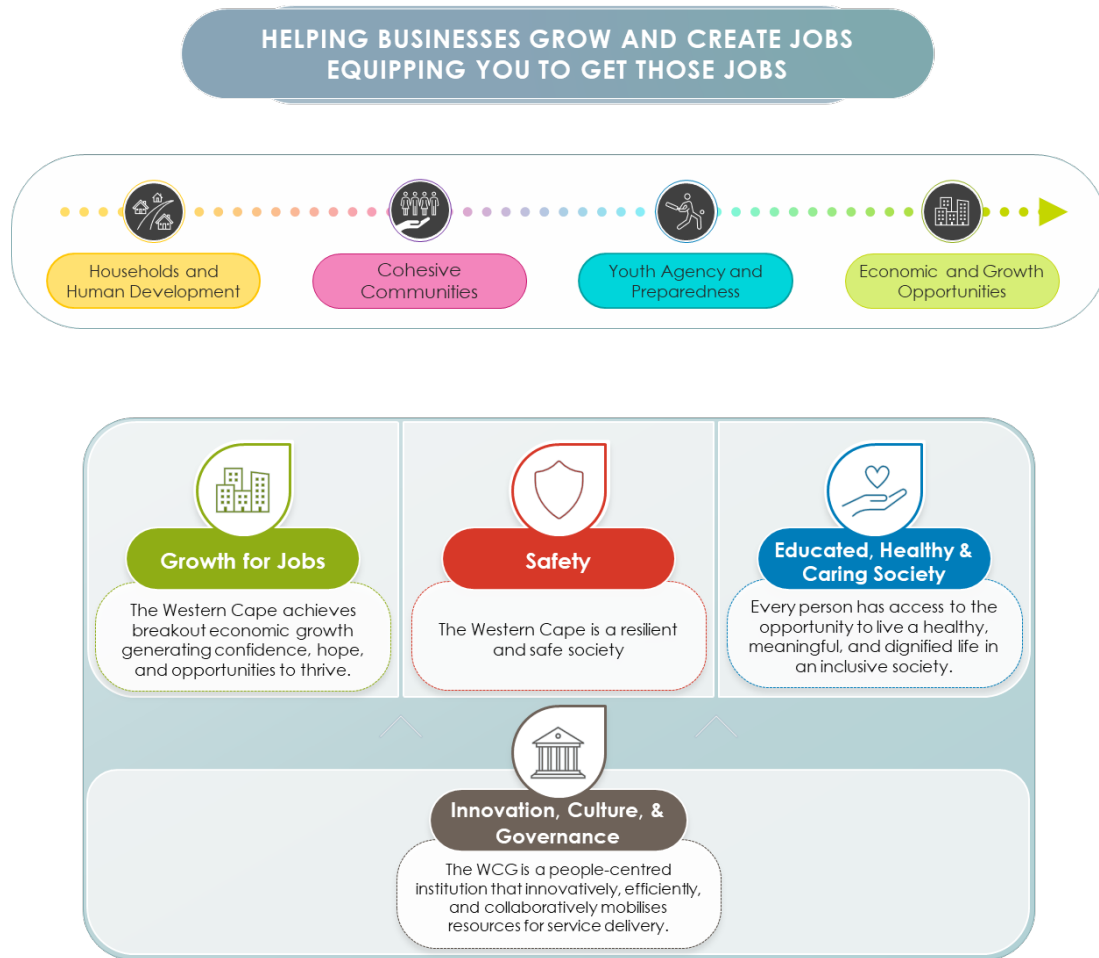 HELPING BUSINESSES GROW AND CREATE JOBS
EQUIPPING YOU TO GET THOSE JOBS
Households and
Human Development
Cohesive
Communities
Youth Agency and
Preparedness
Economic and Growth
Opportunities
Growth for Jobs
The Western Cape achieves
breakout economic growth
generating confidence, hope,
and opportunities to thrive.
Safety
The Western Cape is a resilient
and safe society
Educated, Healthy &
Caring Society
Every person has access to the
opportunity to live a healthy,
meaningful, and dignified life in
an inclusive society.
Innovation, Culture, &
Governance
The WCG is a people-centred
institution that innovatively, efficiently,
and collaboratively mobilises
resources for service delivery.